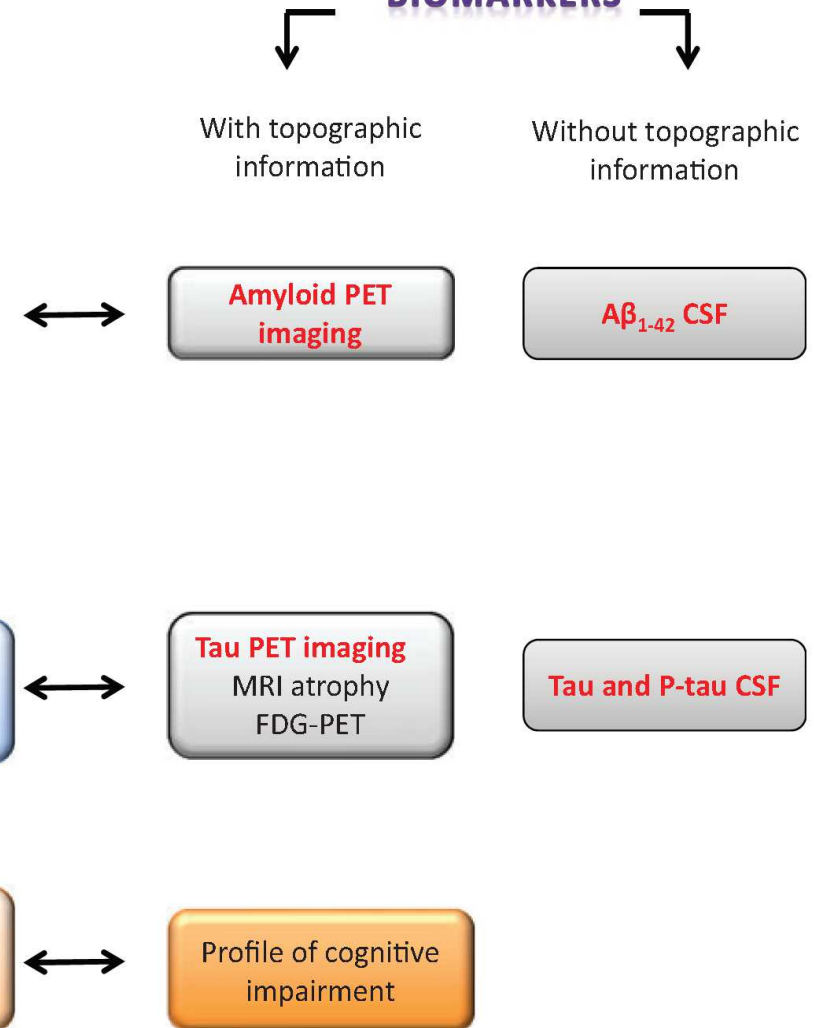 BIOMARKERS
With topographic
information
Without topographic
information
Amyloid PET
imaging
Aβ1-42 CSF
Tau PET imaging
MRI atrophy
FDG-PET
Tau and P-tau CSF
Profile of cognitive
impairment